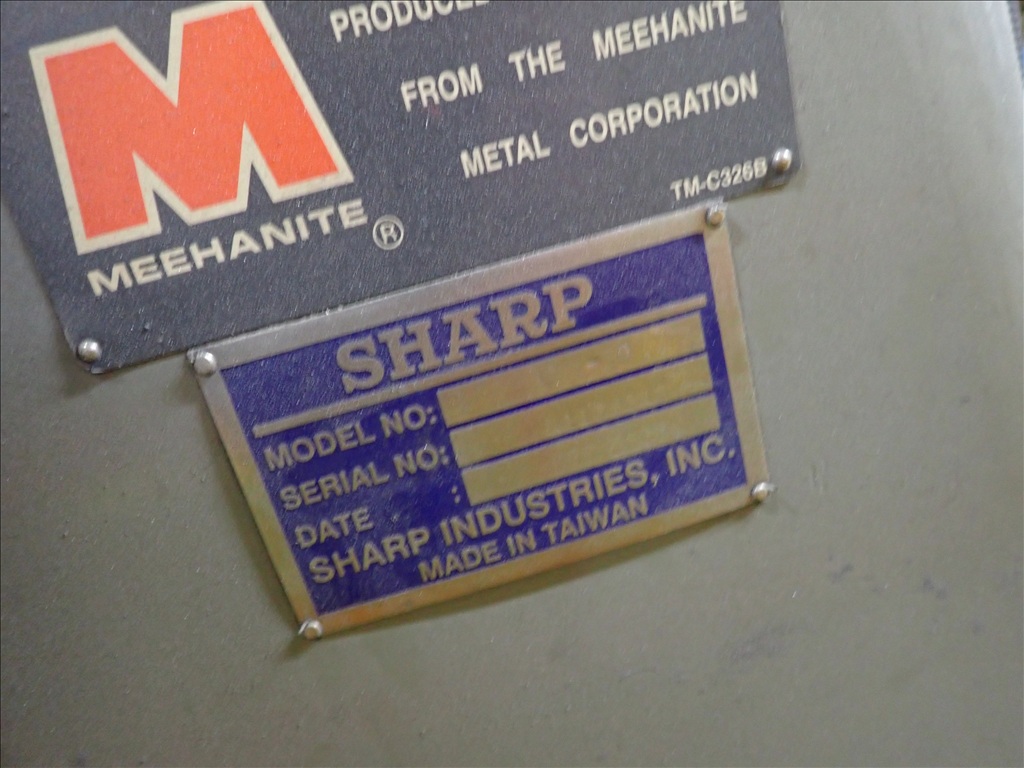 M
PRODUCED
FROM THE MEEHANITE
METAL CORPORATION
TM-C326B
MEEHANITE®
SHARP
MODEL NO:
SERIAL NO:
DATE :
SHARP INDUSTRIES, INC.
MADE IN TAIWAN